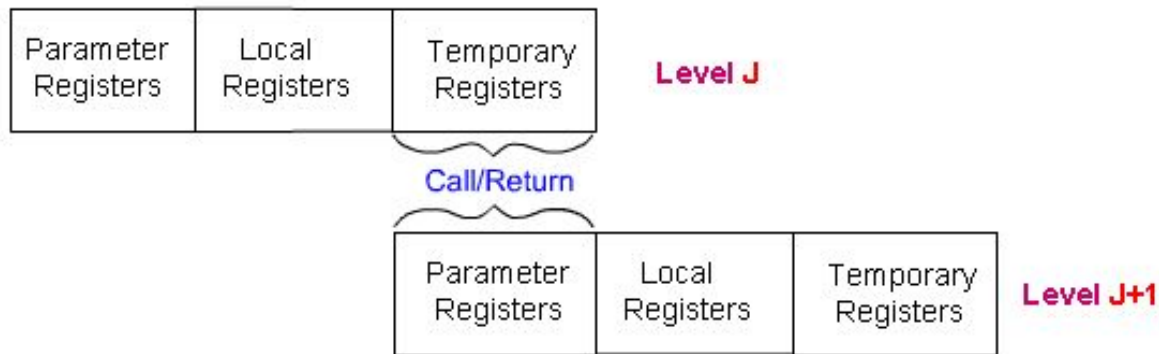 Parameter
Registers
Local
Registers
Temporary
Registers
Level J
Call/Return
Parameter
Registers
Local
Registers
Temporary
Registers
Level J+1